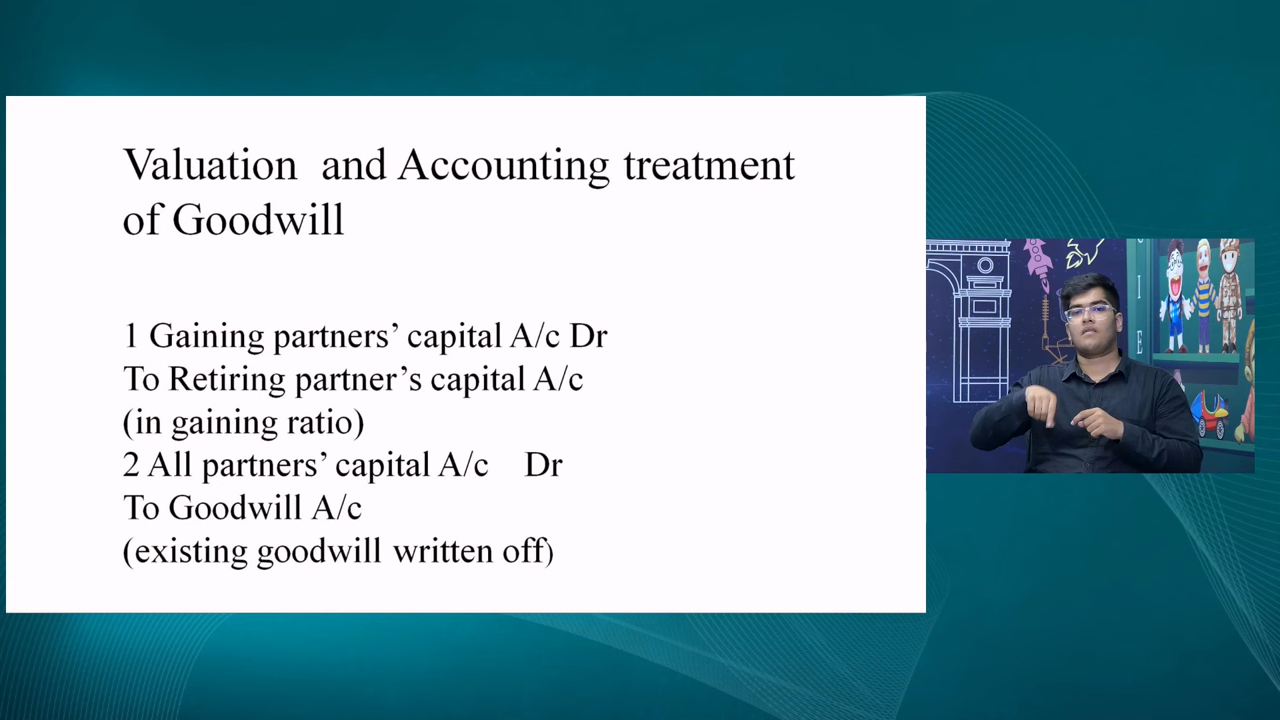 Valuation and Accounting treatment
of Goodwill
1 Gaining partners’ capital A/c Dr
To Retiring partner’s capital A/c
(in gaining ratio)
2 All partners’ capital A/c Dr
To Goodwill A/c
(existing goodwill written off)
I
E